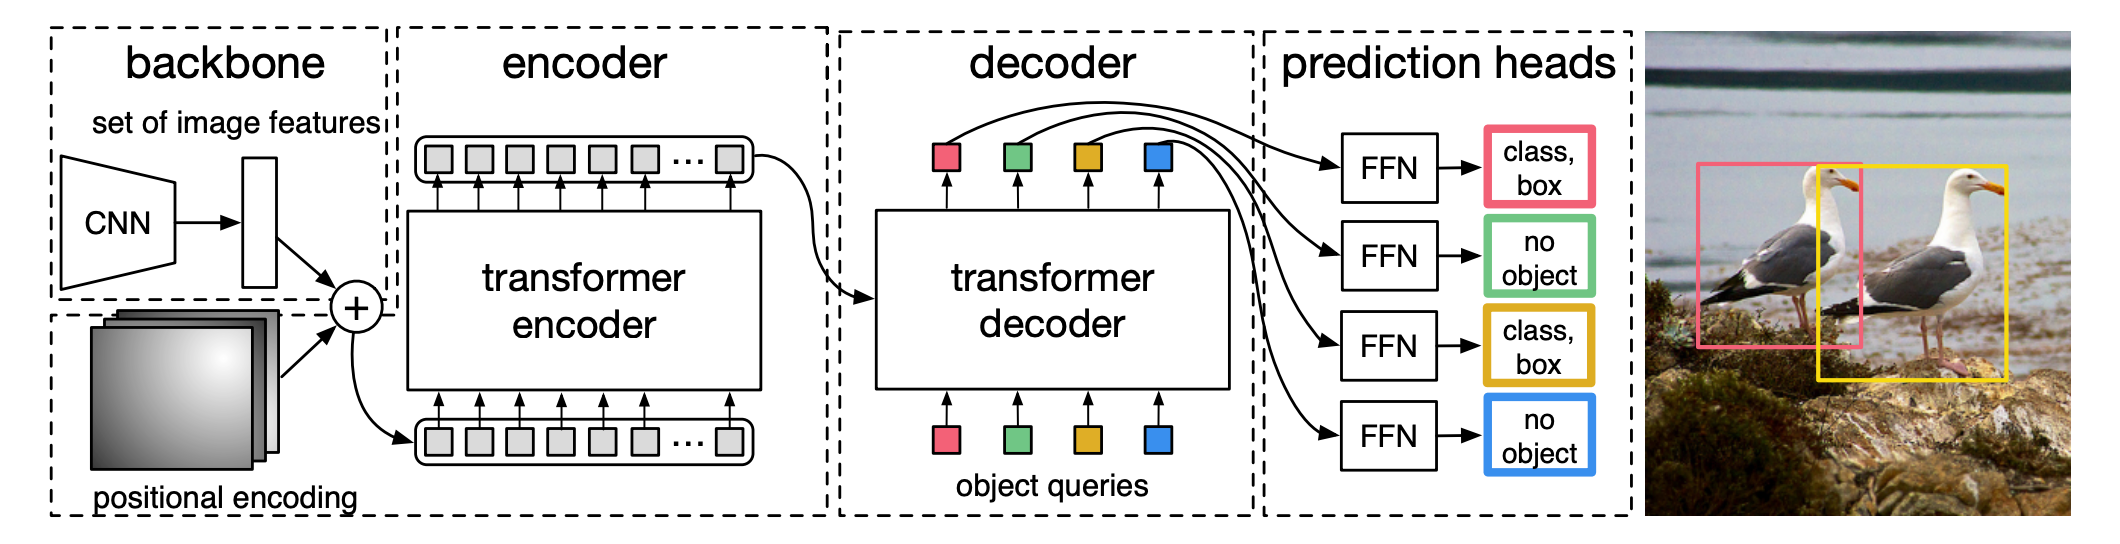 backbone
set of image features
CNN
+
positional encoding
encoder
...
transformer
encoder
...
decoder
transformer
decoder
object queries
prediction heads
FFN
class,
box
FFN
no
object
FFN
class,
box
FFN
no
object